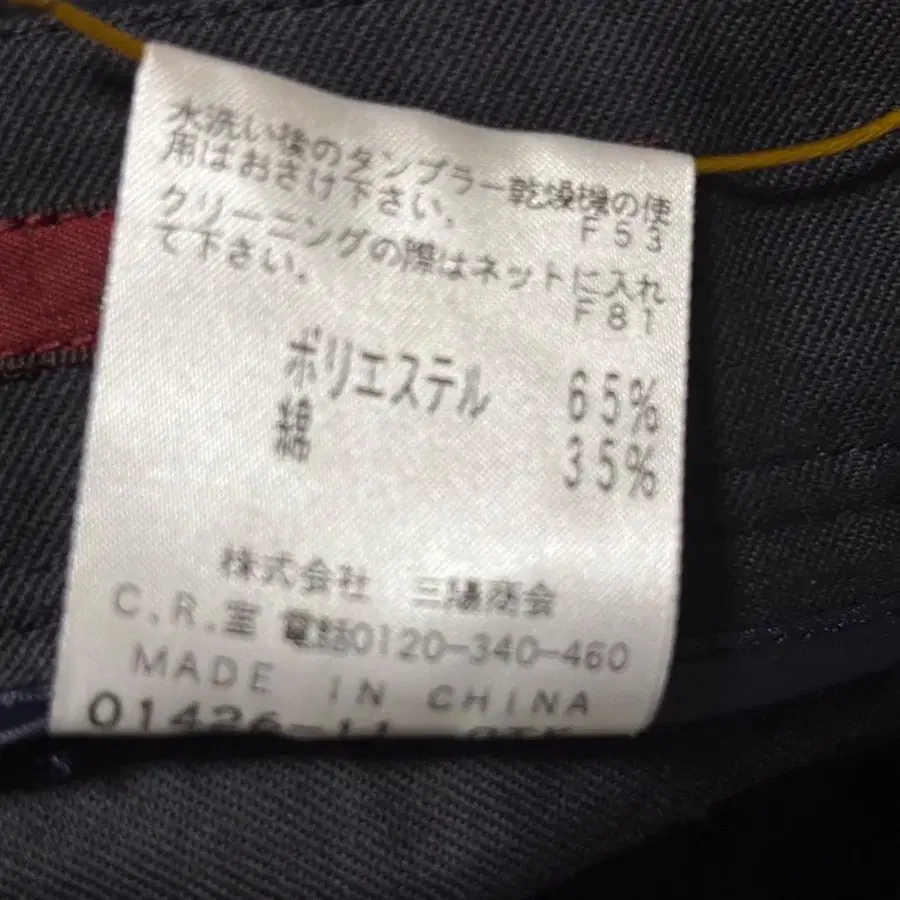 水洗い後のタンブラー乾燥機の使
用はおさけ下さい. F53
クリーニングの際はネットに入れ
て下さい. F81
ポリエステル 65%
綿 35%
株式会社 三陽商会
C.R.室 電話0120-340-460
MADE IN CHINA
01426-11